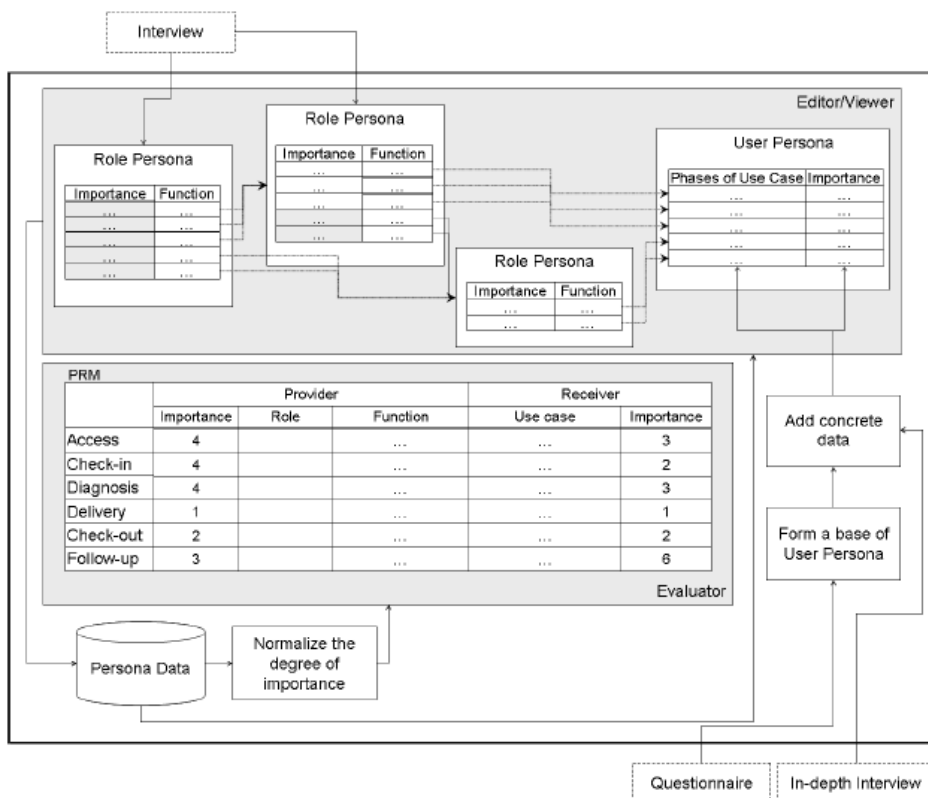 Interview
Editor/Viewer
Role Persona
Importance Function
... ...
... ...
... ...
... ...
... ...
Role Persona
Importance Function
... ...
... ...
... ...
... ...
... ...
User Persona
Phases of Use Case Importance
... ...
... ...
... ...
... ...
... ...
Role Persona
Importance Function
... ...
... ...
PRM
Provider Receiver
Importance Role Function Use case Importance
Access 4 ... ... 3
Check-in 4 ... ... 2
Diagnosis 4 ... ... 3
Delivery 1 ... ... 1
Check-out 2 ... ... 2
Follow-up 3 ... ... 6
Evaluator
Add concrete
data
Form a base of
User Persona
Persona Data
Normalize the
degree of
importance
Questionnaire
In-depth Interview